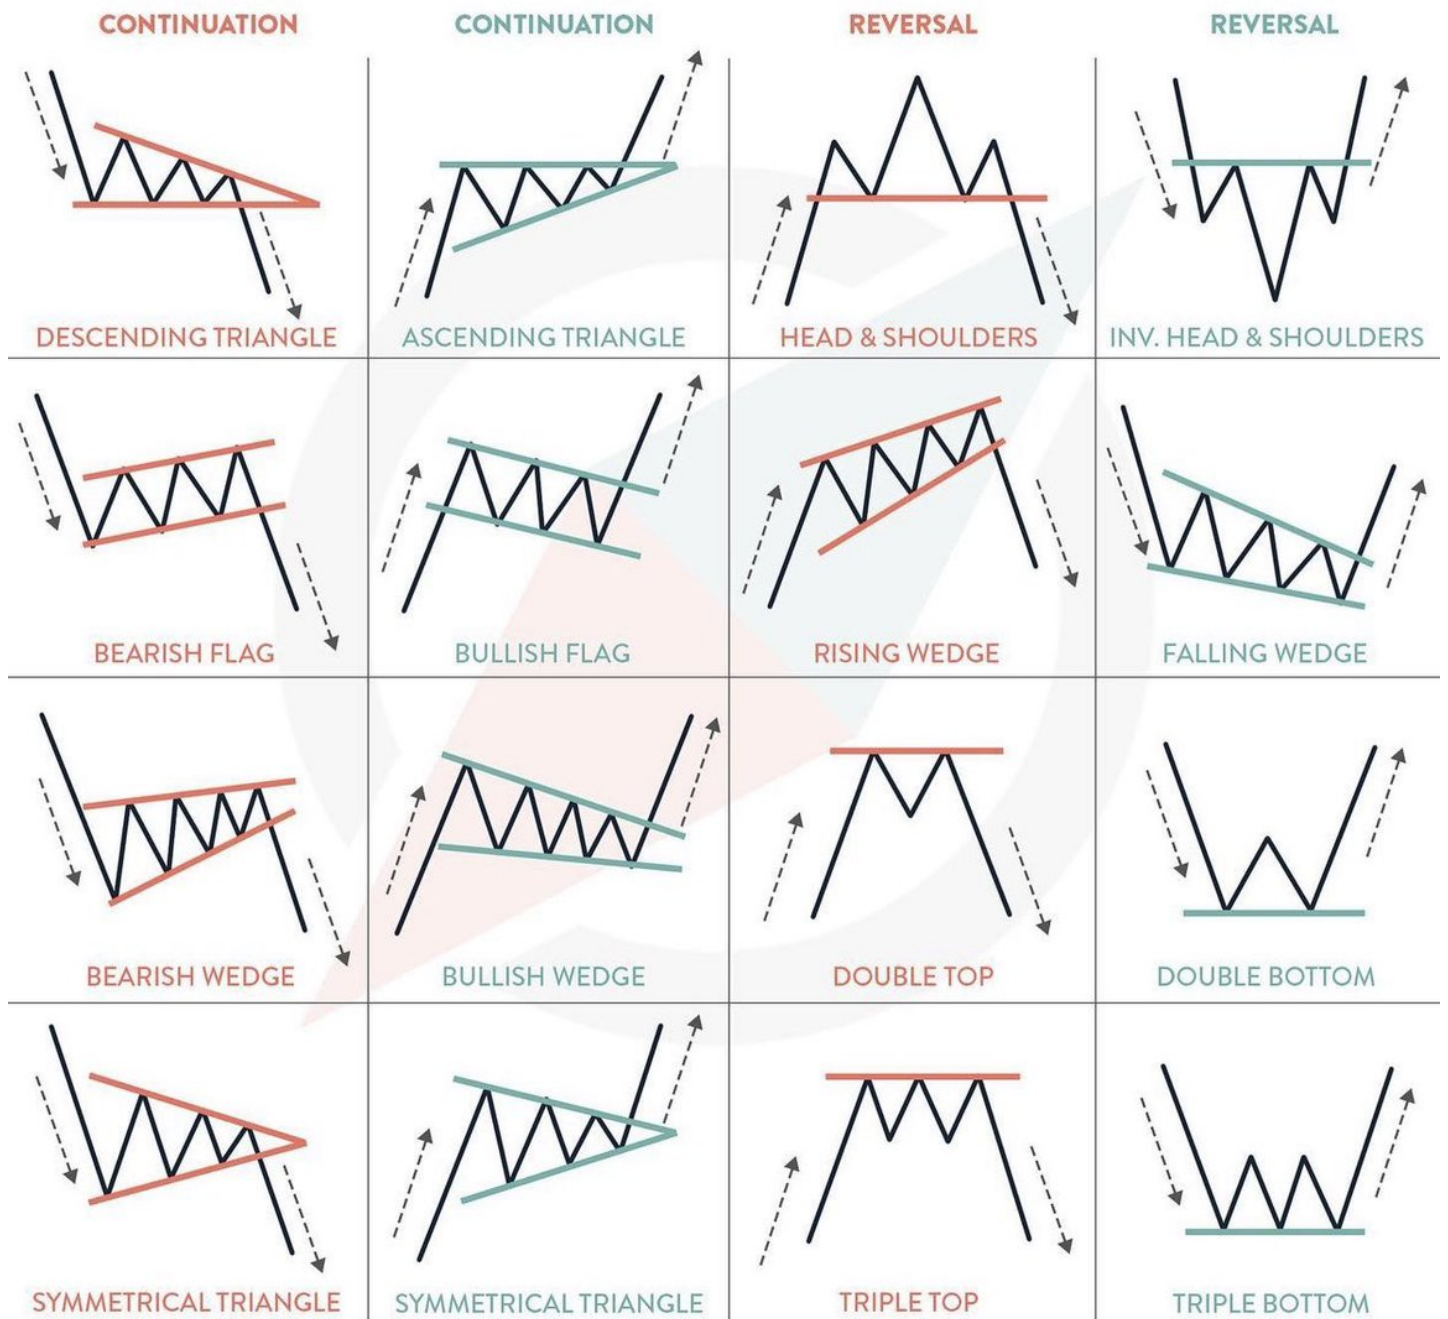 CONTINUATION
CONTINUATION
REVERSAL
REVERSAL
DESCENDING TRIANGLE
ASCENDING TRIANGLE
HEAD & SHOULDERS
INV. HEAD & SHOULDERS
BEARISH FLAG
BULLISH FLAG
RISING WEDGE
FALLING WEDGE
BEARISH WEDGE
BULLISH WEDGE
DOUBLE TOP
DOUBLE BOTTOM
SYMMETRICAL TRIANGLE
SYMMETRICAL TRIANGLE
TRIPLE TOP
TRIPLE BOTTOM